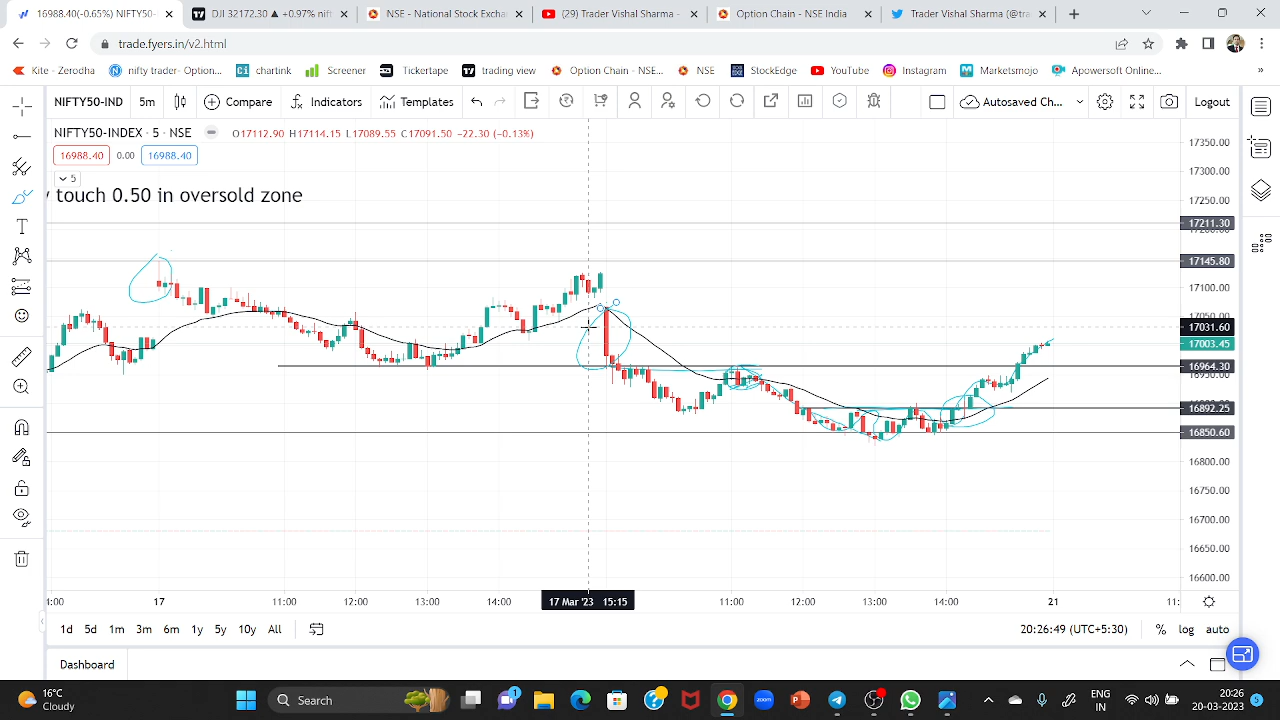 16988.40(-0.65%) NIFTY50-
DJI 32172.30 ▲ +0.97% nift
NSE - National Stock Exchan
(29) Trader Vishal Sharma -
Option Chain - NSE India
Trader Vishal Sharma (@tra
trade.fyers.in/v2.html
Kite - Zerodha
nifty trader- Option...
chrtink
Screener
Tickertape
trading view
Option Chain - NSE...
NSE
StockEdge
YouTube
Instagram
Marketsmojo
Apowersoft Onlinec...
NIFTY50-IND
5m
Compare
Indicators
Templates
Autosaved Ch...
Logout
NIFTY50-INDEX · 5 · NSE
O17112.90 H17114.15 L17089.55 C17091.50 −22.30 (−0.13%)
16988.40
0.00
16988.40
5
touch 0.50 in oversold zone
17350.00
17300.00
17250.00
17211.30
17145.80
17100.00
17031.60
17003.45
16964.30
16892.25
16850.60
16800.00
16750.00
16700.00
16650.00
16600.00
17
11:00
12:00
13:00
14:00
17 Mar '23 15:15
11:00
12:00
13:00
14:00
21
1d 5d 1m 3m 6m 1y 5y 10y All
20:26:49 (UTC+5:30)
% log auto
Dashboard
16°C
Cloudy
Search
zoom
ENG
IN
20:26
20-03-2023